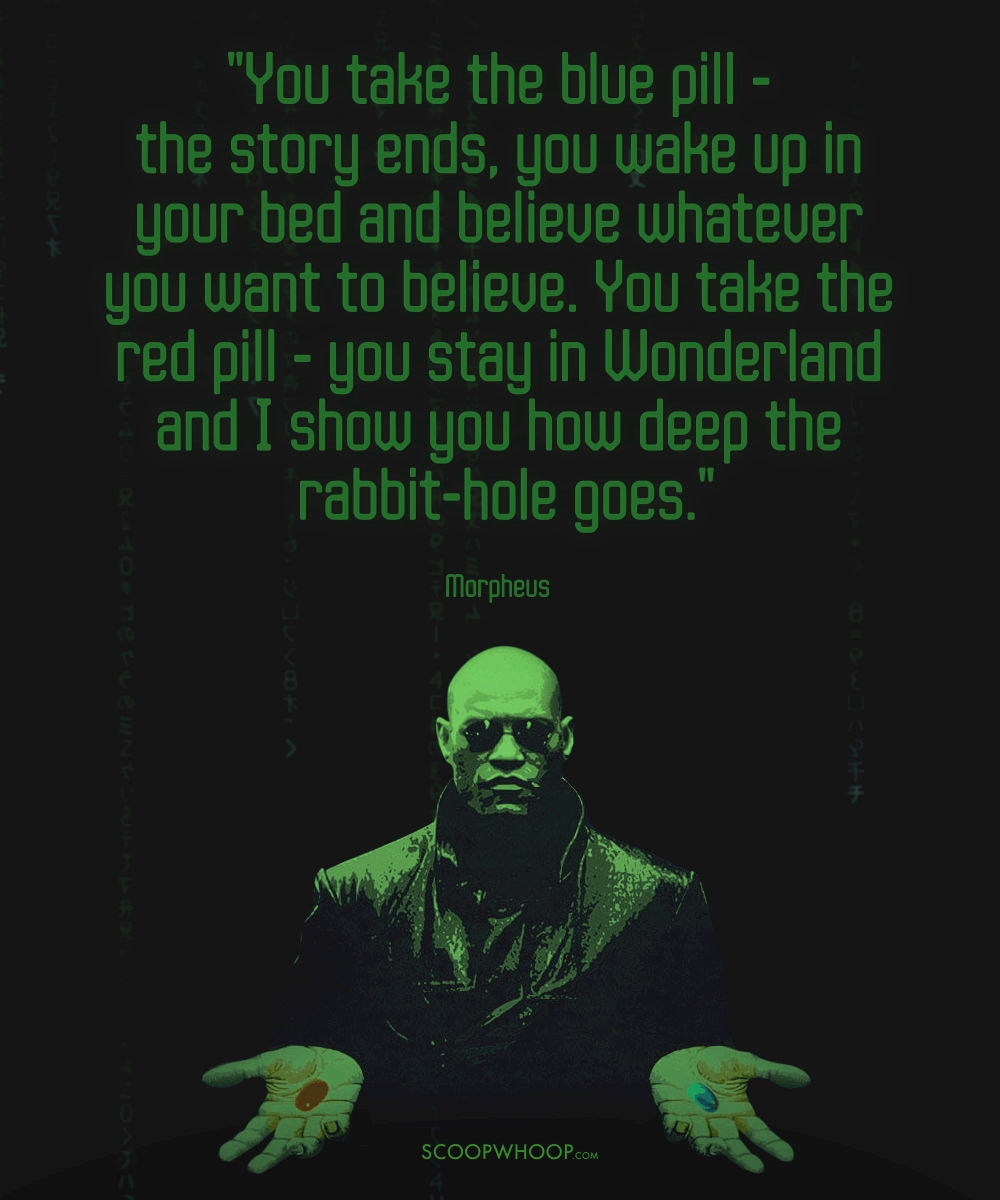 "You take the blue pill -
the story ends, you wake up in
your bed and believe whatever
you want to believe. You take the
red pill - you stay in Wonderland
and I show you how deep the
rabbit-hole goes."
Morpheus
SCOOPWHOOP.COM